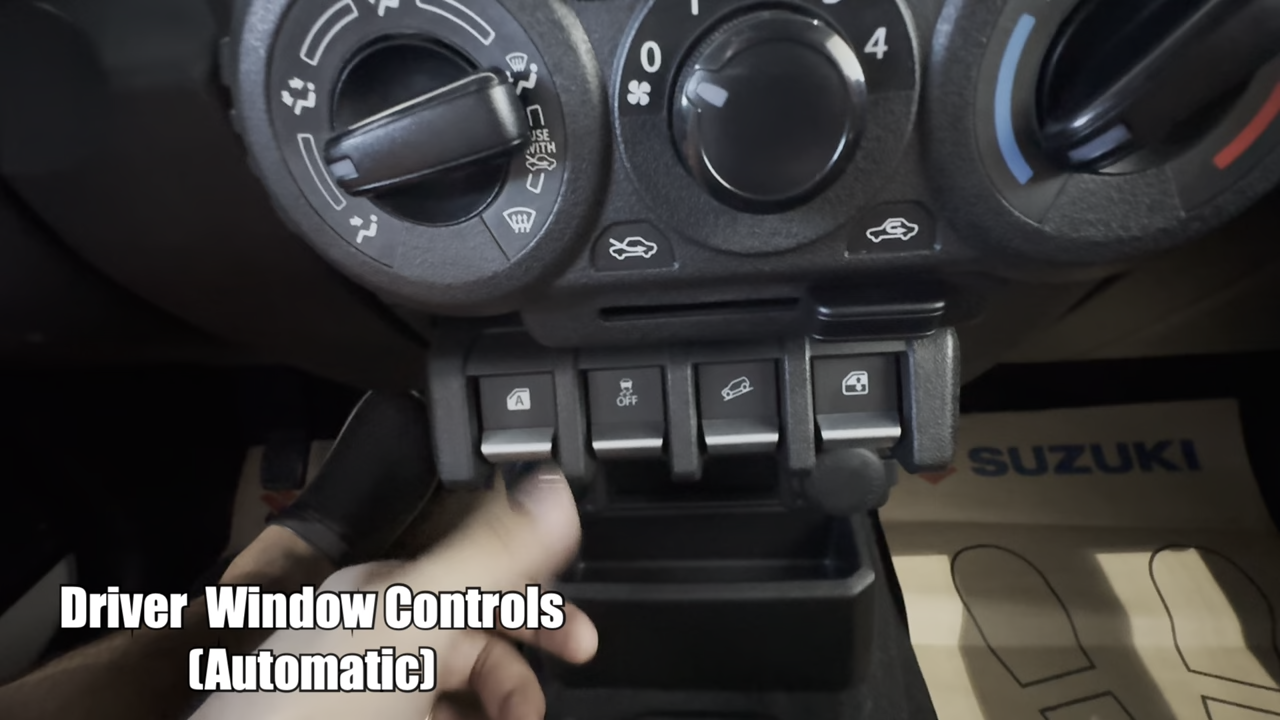 0
4
USE
WITH
A
OFF
SUZUKI
Driver Window Controls
(Automatic)